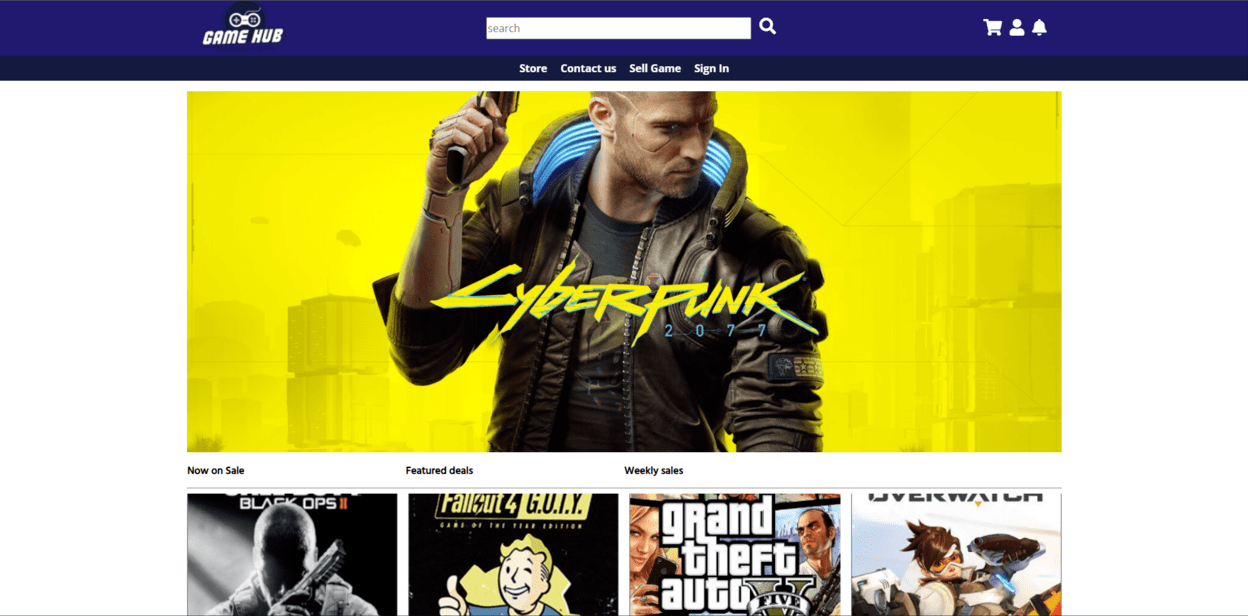 GAME HUB
search
Store Contact us Sell Game Sign In
Cyberpunk
2077
Now on Sale Featured deals Weekly sales
BLACK OPS II
Fallout 4 G.O.T.Y.
GAME OF THE YEAR EDITION
OVERWATCH
grand
theft
auto
V
FIVE